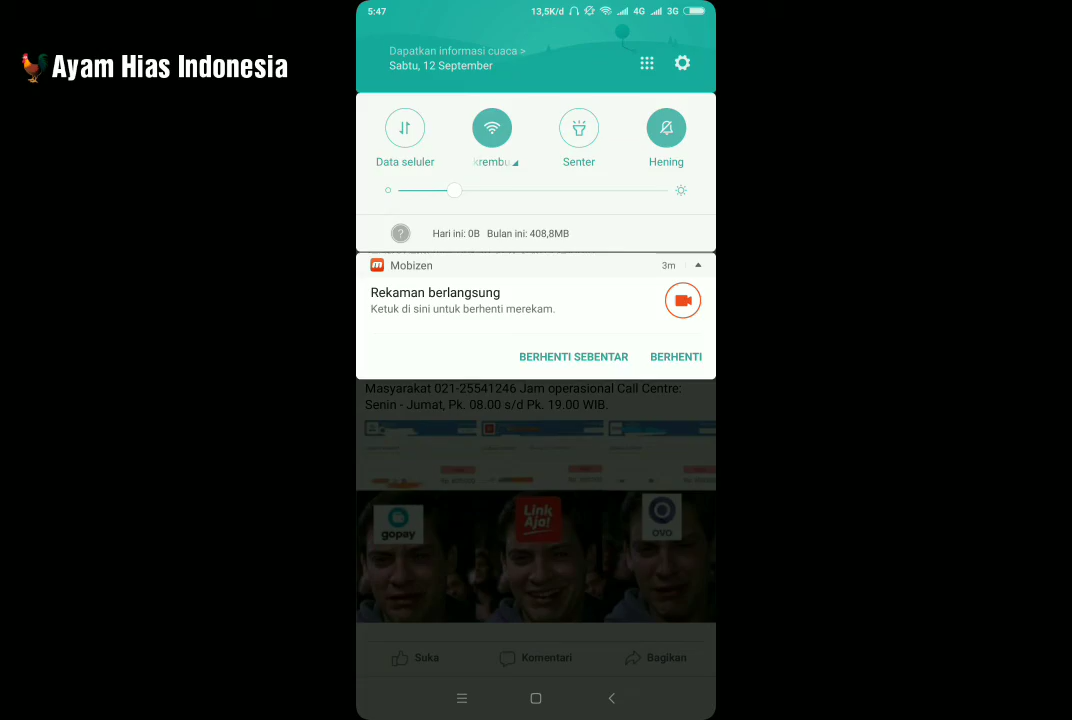 5:47
13,5K/d 4G 3G
Ayam Hias Indonesia
Dapatkan informasi cuaca >
Sabtu, 12 September
Data seluler
krembu
Senter
Hening
?
Hari ini: 0B Bulan ini: 408,8MB
Mobizen
3m
Rekaman berlangsung
Ketuk di sini untuk berhenti merekam.
BERHENTI SEBENTAR
BERHENTI
Masyarakat 021-25541246 Jam operasional Call Centre:
Senin - Jumat, Pk. 08.00 s/d Pk. 19.00 WIB.
gopay
Link
Aja!
OVO
Suka
Komentari
Bagikan